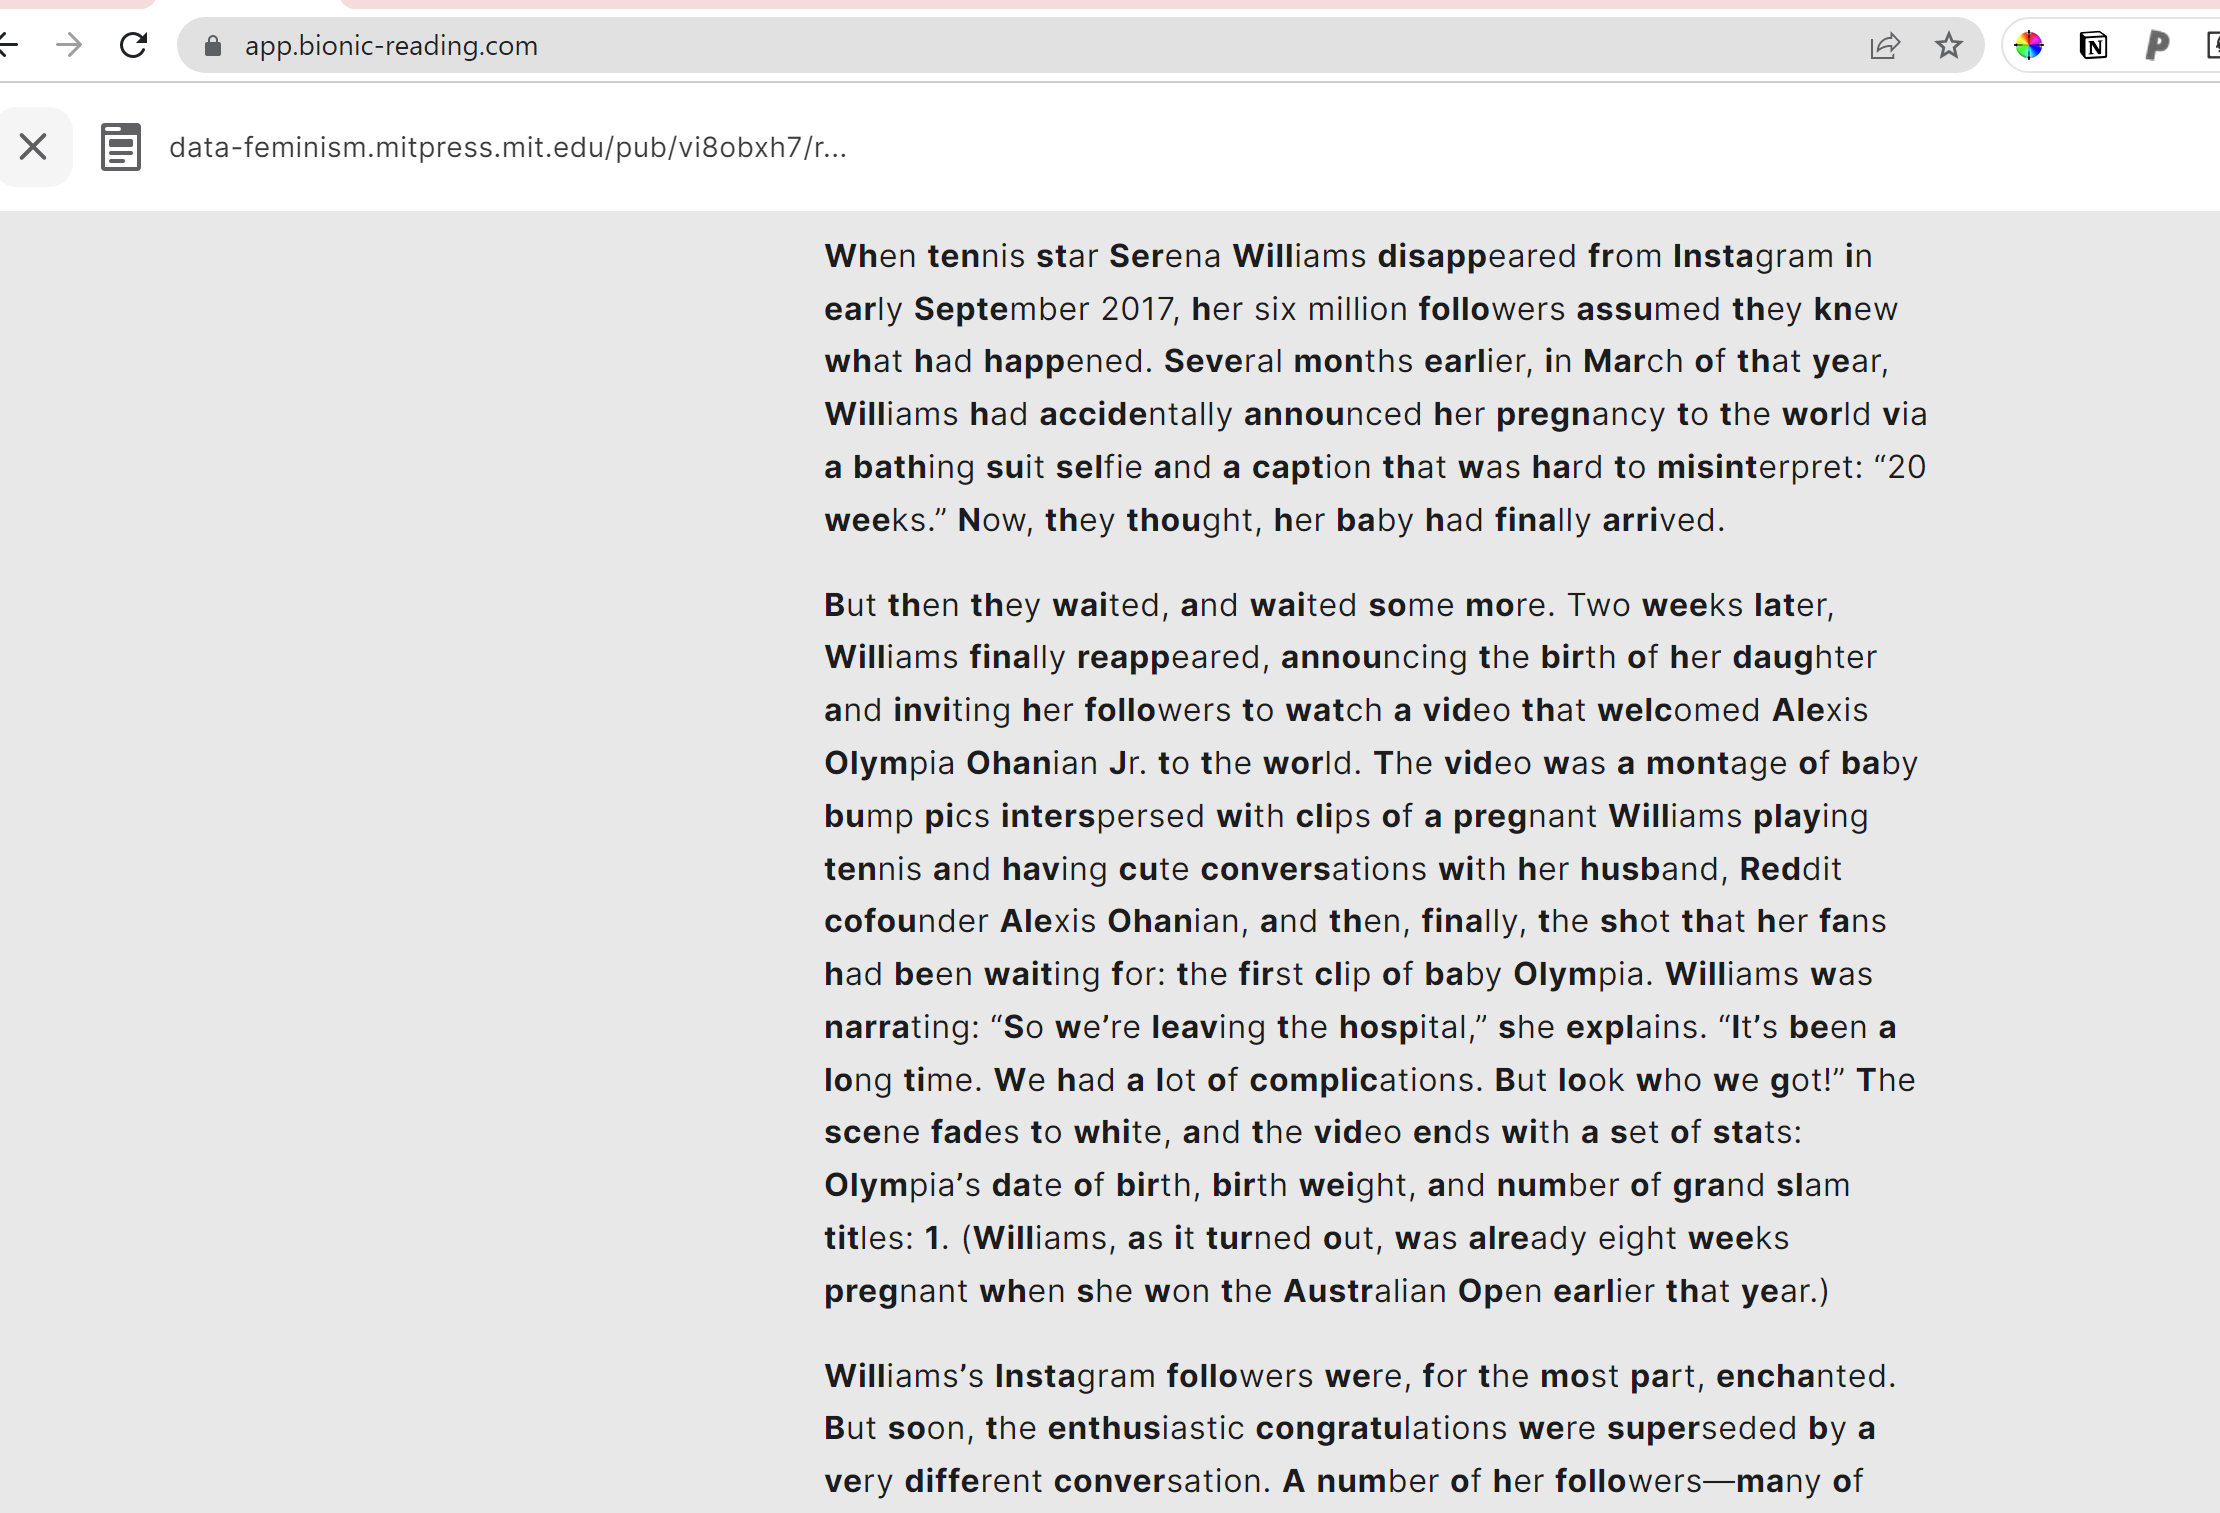 app.bionic-reading.com
N
P
data-feminism.mitpress.mit.edu/pub/vi8obxh7/r...
When tennis star Serena Williams disappeared from Instagram in
early September 2017, her six million followers assumed they knew
what had happened. Several months earlier, in March of that year,
Williams had accidentally announced her pregnancy to the world via
a bathing suit selfie and a caption that was hard to misinterpret: “20
weeks.” Now, they thought, her baby had finally arrived.
But then they waited, and waited some more. Two weeks later,
Williams finally reappeared, announcing the birth of her daughter
and inviting her followers to watch a video that welcomed Alexis
Olympia Ohanian Jr. to the world. The video was a montage of baby
bump pics interspersed with clips of a pregnant Williams playing
tennis and having cute conversations with her husband, Reddit
cofounder Alexis Ohanian, and then, finally, the shot that her fans
had been waiting for: the first clip of baby Olympia. Williams was
narrating: “So we’re leaving the hospital,” she explains. “It’s been a
long time. We had a lot of complications. But look who we got!” The
scene fades to white, and the video ends with a set of stats:
Olympia’s date of birth, birth weight, and number of grand slam
titles: 1. (Williams, as it turned out, was already eight weeks
pregnant when she won the Australian Open earlier that year.)
Williams’s Instagram followers were, for the most part, enchanted.
But soon, the enthusiastic congratulations were superseded by a
very different conversation. A number of her followers—many of